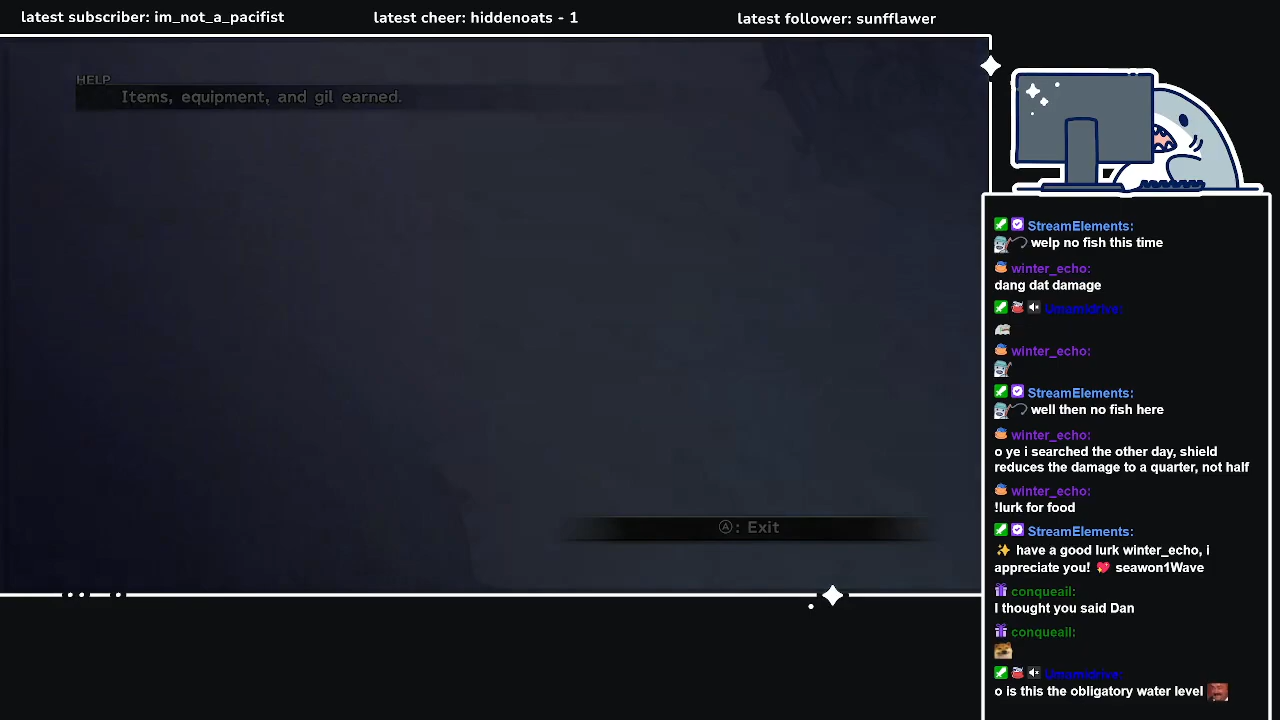 latest subscriber: im_not_a_pacifist
latest cheer: hiddenoats - 1
latest follower: sunfflawer
HELP
Items, equipment, and gil earned.
Ⓐ: Exit
StreamElements:
welp no fish this time
winter_echo:
dang dat damage
Umamidrive:
winter_echo:
StreamElements:
well then no fish here
winter_echo:
o ye i searched the other day, shield
reduces the damage to a quarter, not half
winter_echo:
!lurk for food
StreamElements:
✨ have a good lurk winter_echo, i
appreciate you! 💖 seawon1Wave
conqueail:
I thought you said Dan
conqueail:
Umamidrive:
o is this the obligatory water level